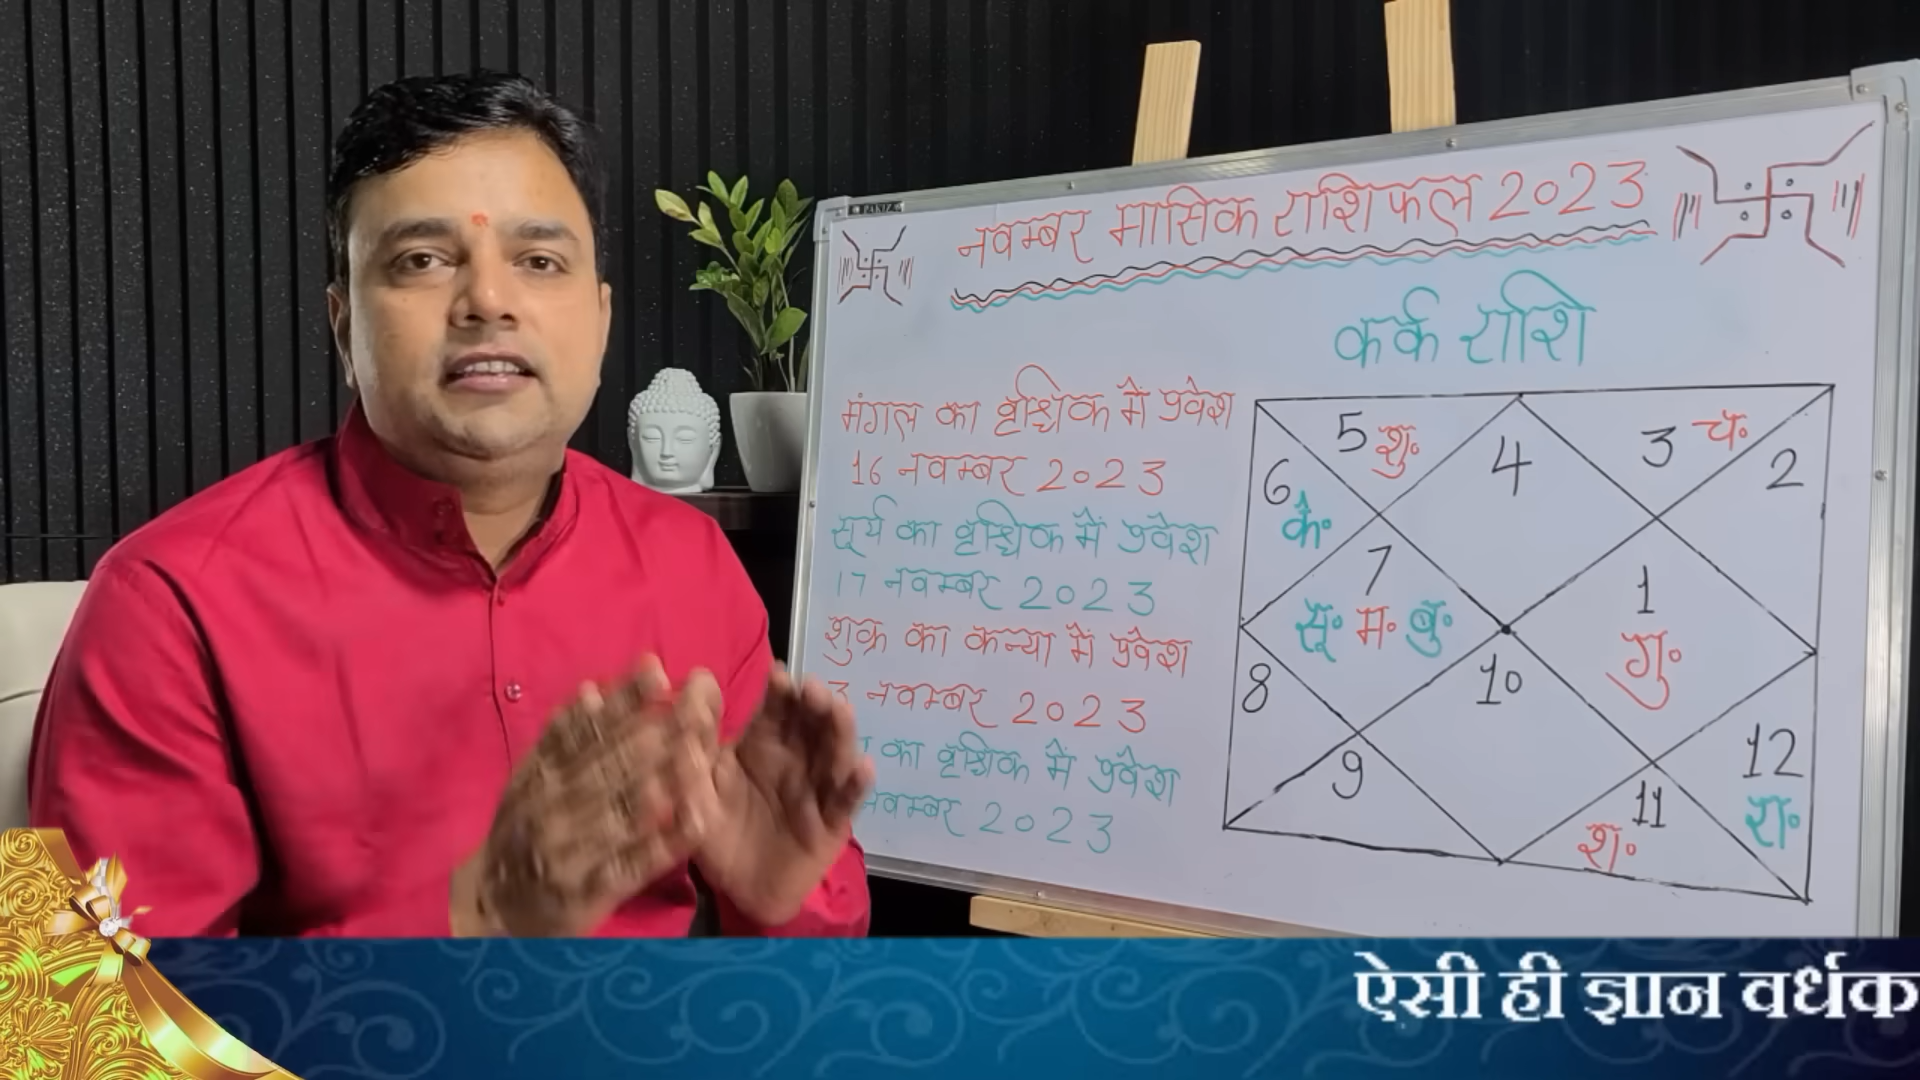 नवम्बर मासिक राशिफल 2023
कर्क राशि
मंगल का वृश्चिक में प्रवेश
16 नवम्बर 2023
सूर्य का वृश्चिक में प्रवेश
17 नवम्बर 2023
शुक्र का कन्या में प्रवेश
3 नवम्बर 2023
का वृश्चिक में प्रवेश
नवम्बर 2023
5 शु॰
4
3 चं॰
2
6
के॰
7
सू॰ मं॰ बु॰
1
गु॰
8
10
9
12
रा॰
11
श॰
ऐसी ही ज्ञान वर्धक